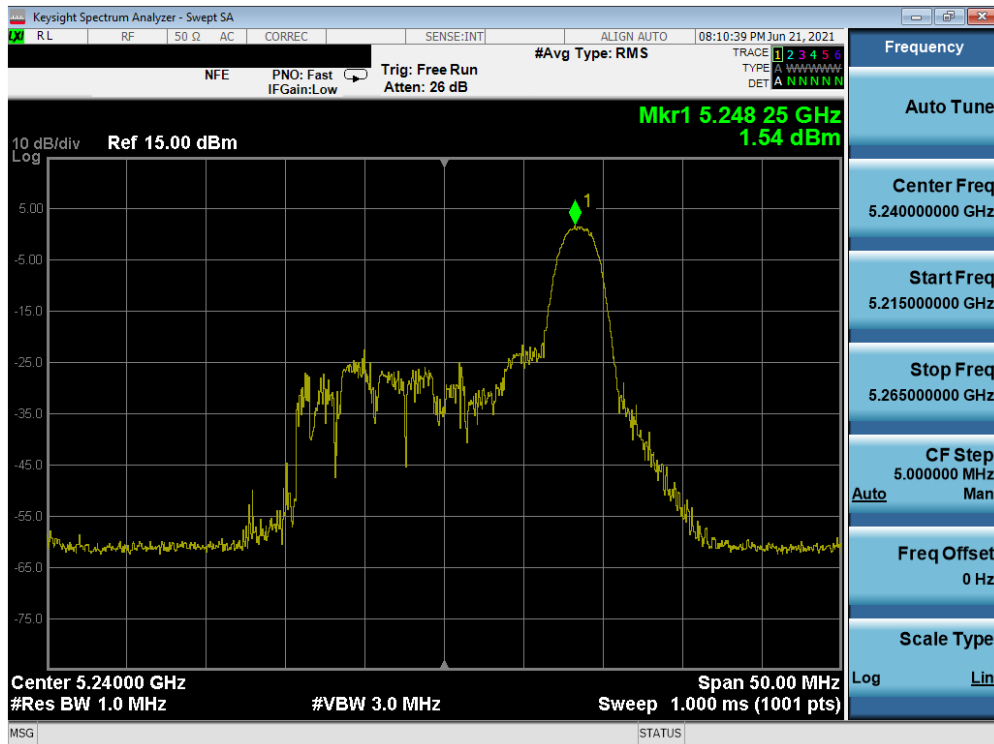 Keysight Spectrum Analyzer - Swept SA
LXI RL RF 50 Ω AC CORREC SENSE:INT ALIGN AUTO 08:10:39 PM Jun 21, 2021
Frequency
#Avg Type: RMS
TRACE 1 2 3 4 5 6
TYPE A WWWWW
DET A N N N N N
NFE PNO: Fast Trig: Free Run
IFGain:Low Atten: 26 dB
Mkr1 5.248 25 GHz
1.54 dBm
10 dB/div Ref 15.00 dBm
Log
1
5.00
-5.00
-15.0
-25.0
-35.0
-45.0
-55.0
-65.0
-75.0
Center 5.24000 GHz Span 50.00 MHz
#Res BW 1.0 MHz #VBW 3.0 MHz Sweep 1.000 ms (1001 pts)
MSG STATUS
Auto Tune
Center Freq
5.240000000 GHz
Start Freq
5.215000000 GHz
Stop Freq
5.265000000 GHz
CF Step
5.000000 MHz
Auto Man
Freq Offset
0 Hz
Scale Type
Log Lin